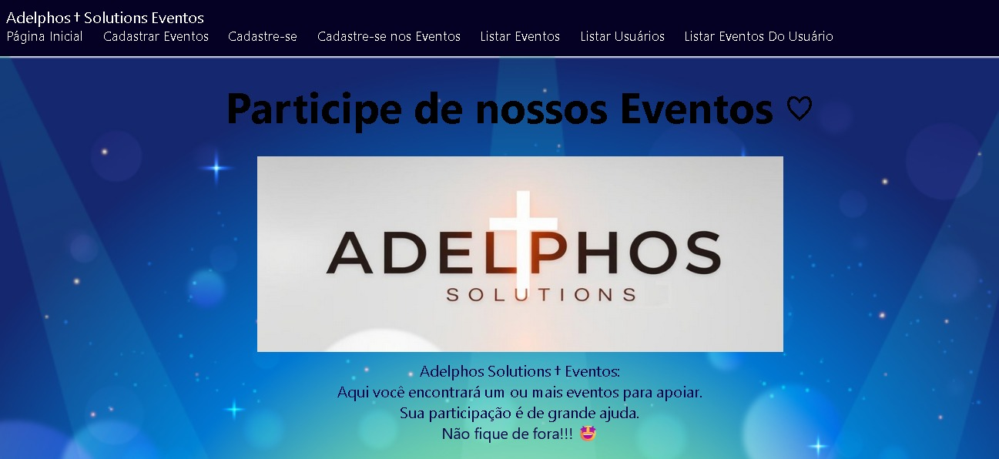 Adelphos † Solutions Eventos
Página Inicial Cadastrar Eventos Cadastre-se Cadastre-se nos Eventos Listar Eventos Listar Usuários Listar Eventos Do Usuário
Participe de nossos Eventos ♡
ADELPHOS
SOLUTIONS
Adelphos Solutions † Eventos:
Aqui você encontrará um ou mais eventos para apoiar.
Sua participação é de grande ajuda.
Não fique de fora!!! 🤩